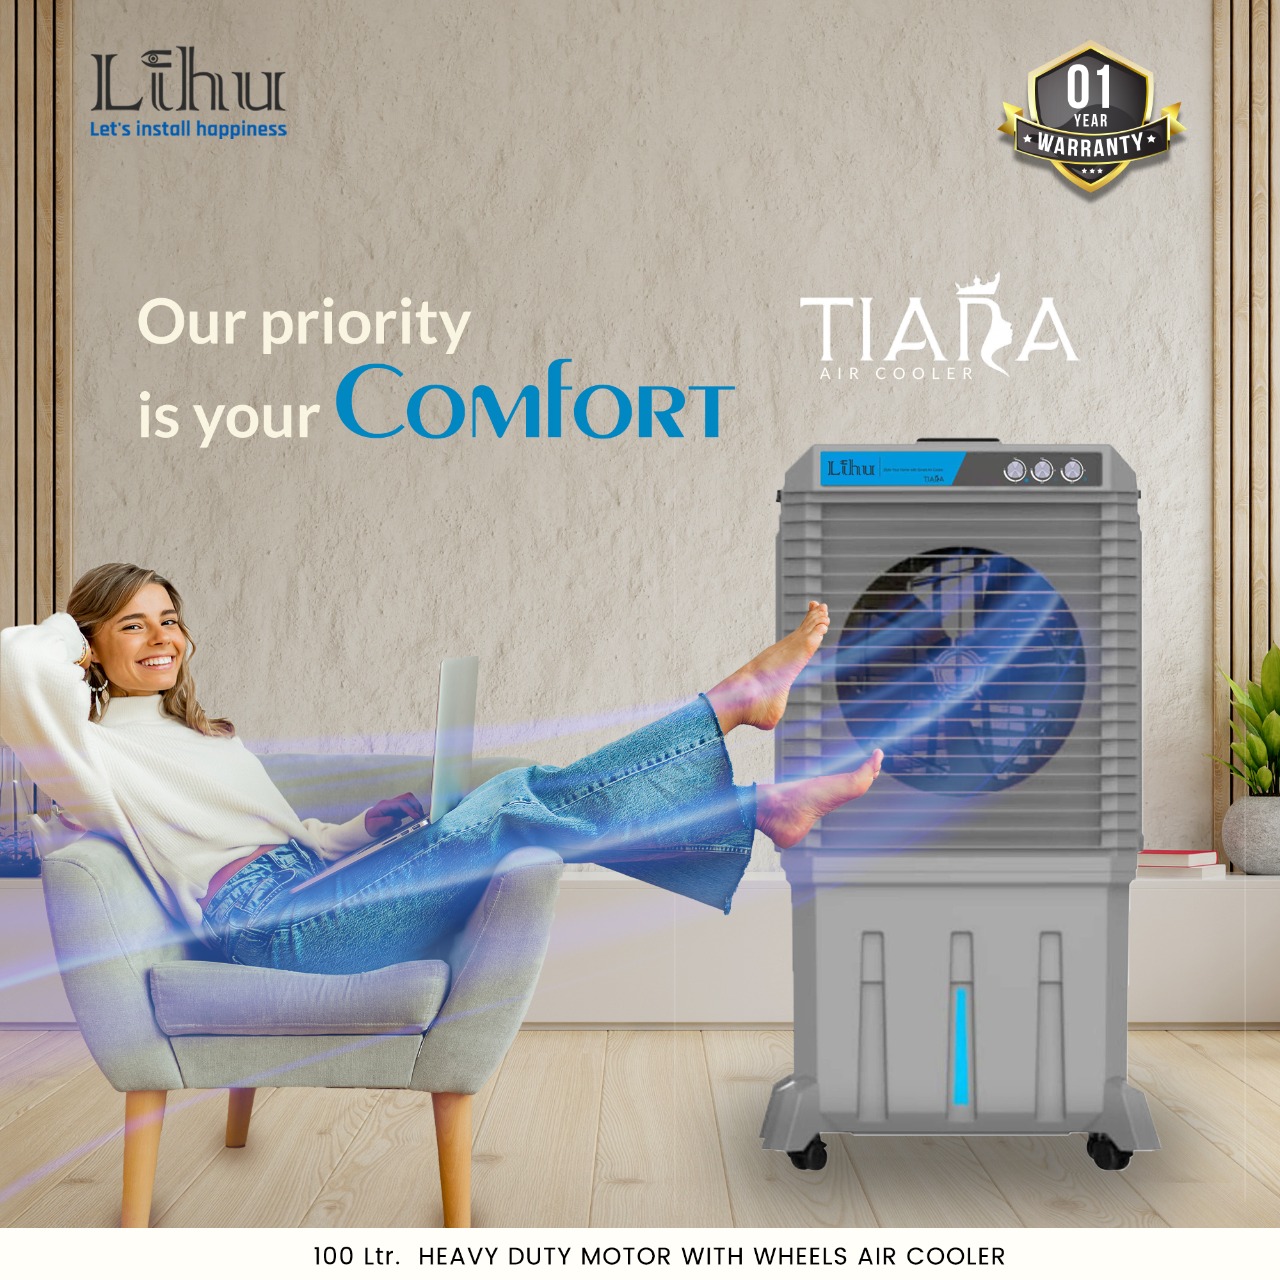 Lihu
Let's install happiness
01
YEAR
WARRANTY
Our priority
is your Comfort
TIARA
AIR COOLER
Lihu
TIARA
100 Ltr. HEAVY DUTY MOTOR WITH WHEELS AIR COOLER